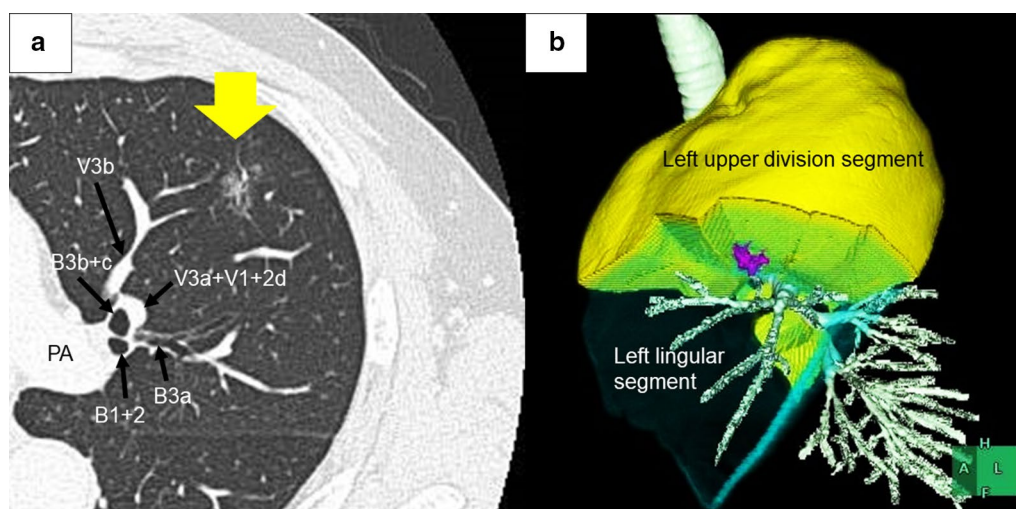 a
V3b
B3b+c
V3a+V1+2d
PA
B3a
B1+2
b
Left upper division segment
Left lingular
segment
H
A
L
F